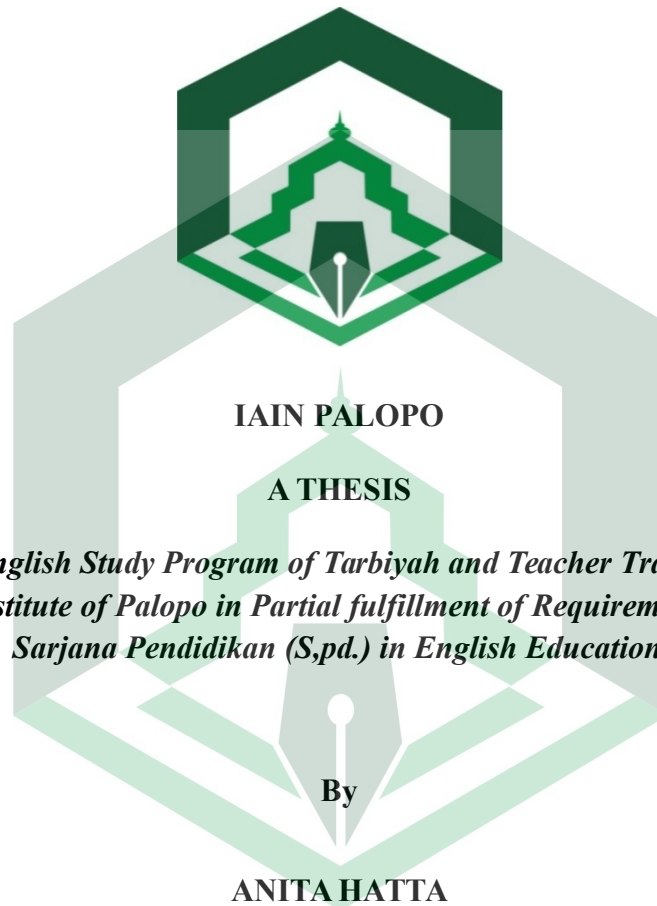 IAIN PALOPO
A THESIS
nglish Study Program of Tarbiyah and Teacher Tra
stitute of Palopo in Partial fulfillment of Requirem
Sarjana Pendidikan (S,pd.) in English Education
By
ANITA HATTA